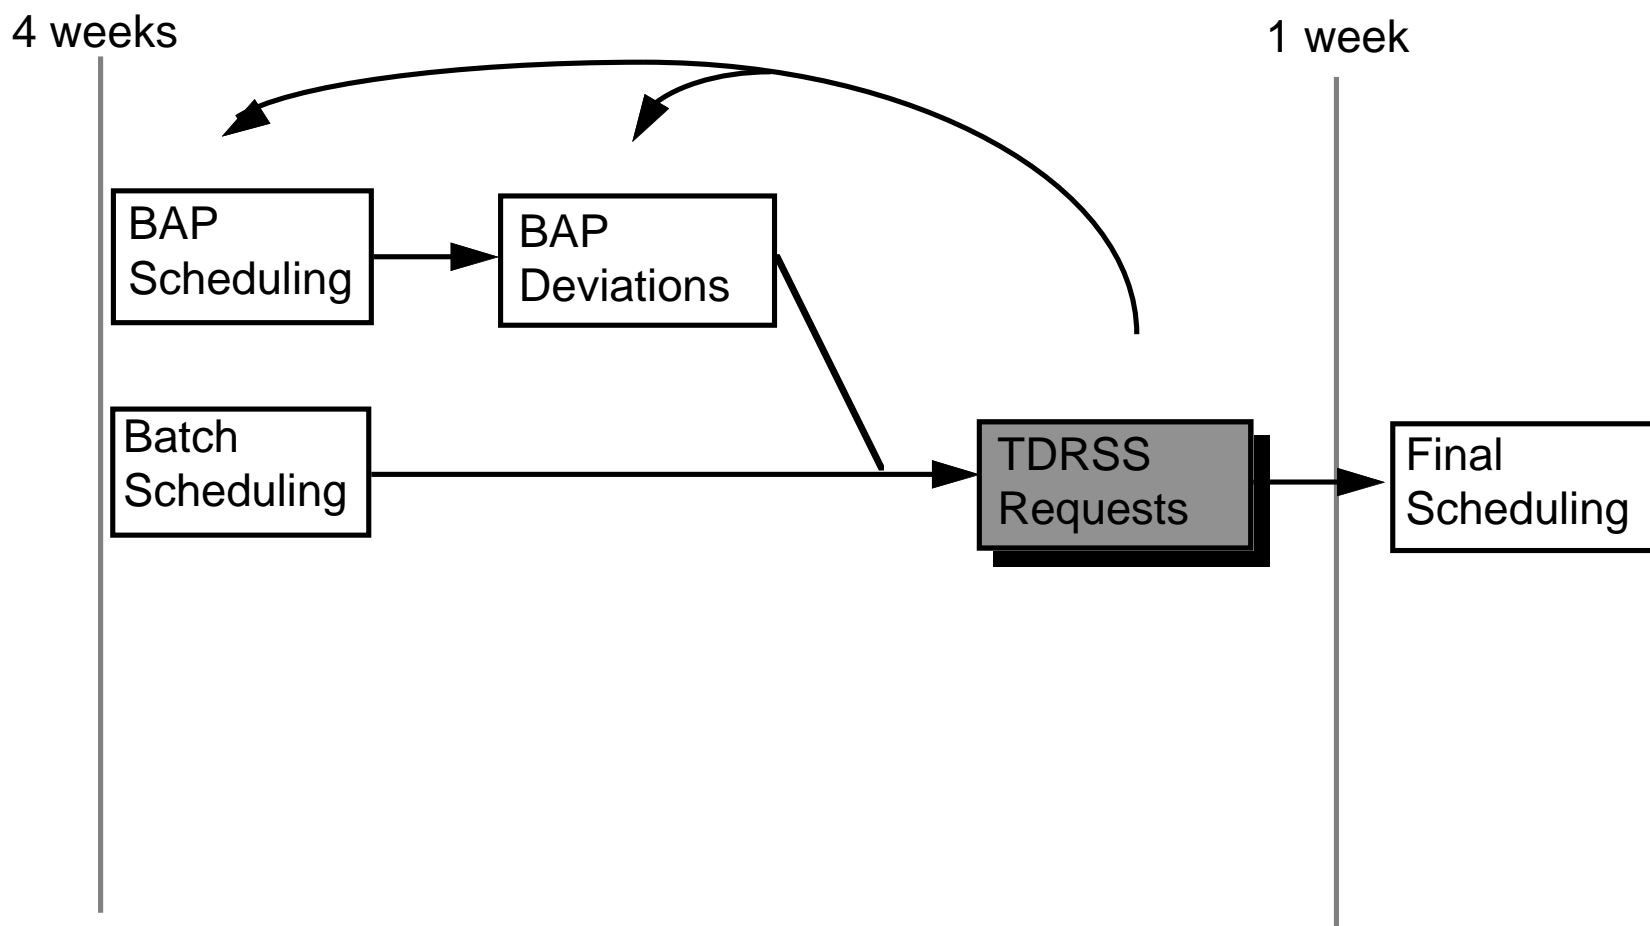 4 weeks
1 week
BAP
Scheduling
BAP
Deviations
Batch
Scheduling
TDRSS
Requests
Final
Scheduling